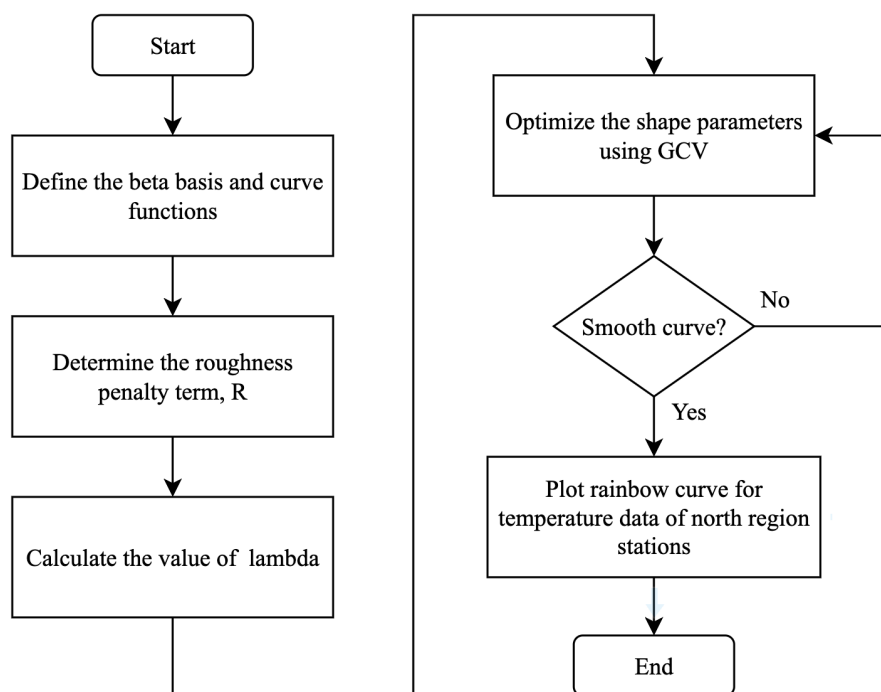 Start
Define the beta basis and curve
functions
Determine the roughness
penalty term, R
Calculate the value of lambda
Optimize the shape parameters
using GCV
Smooth curve?
No
Yes
Plot rainbow curve for
temperature data of north region
stations
End